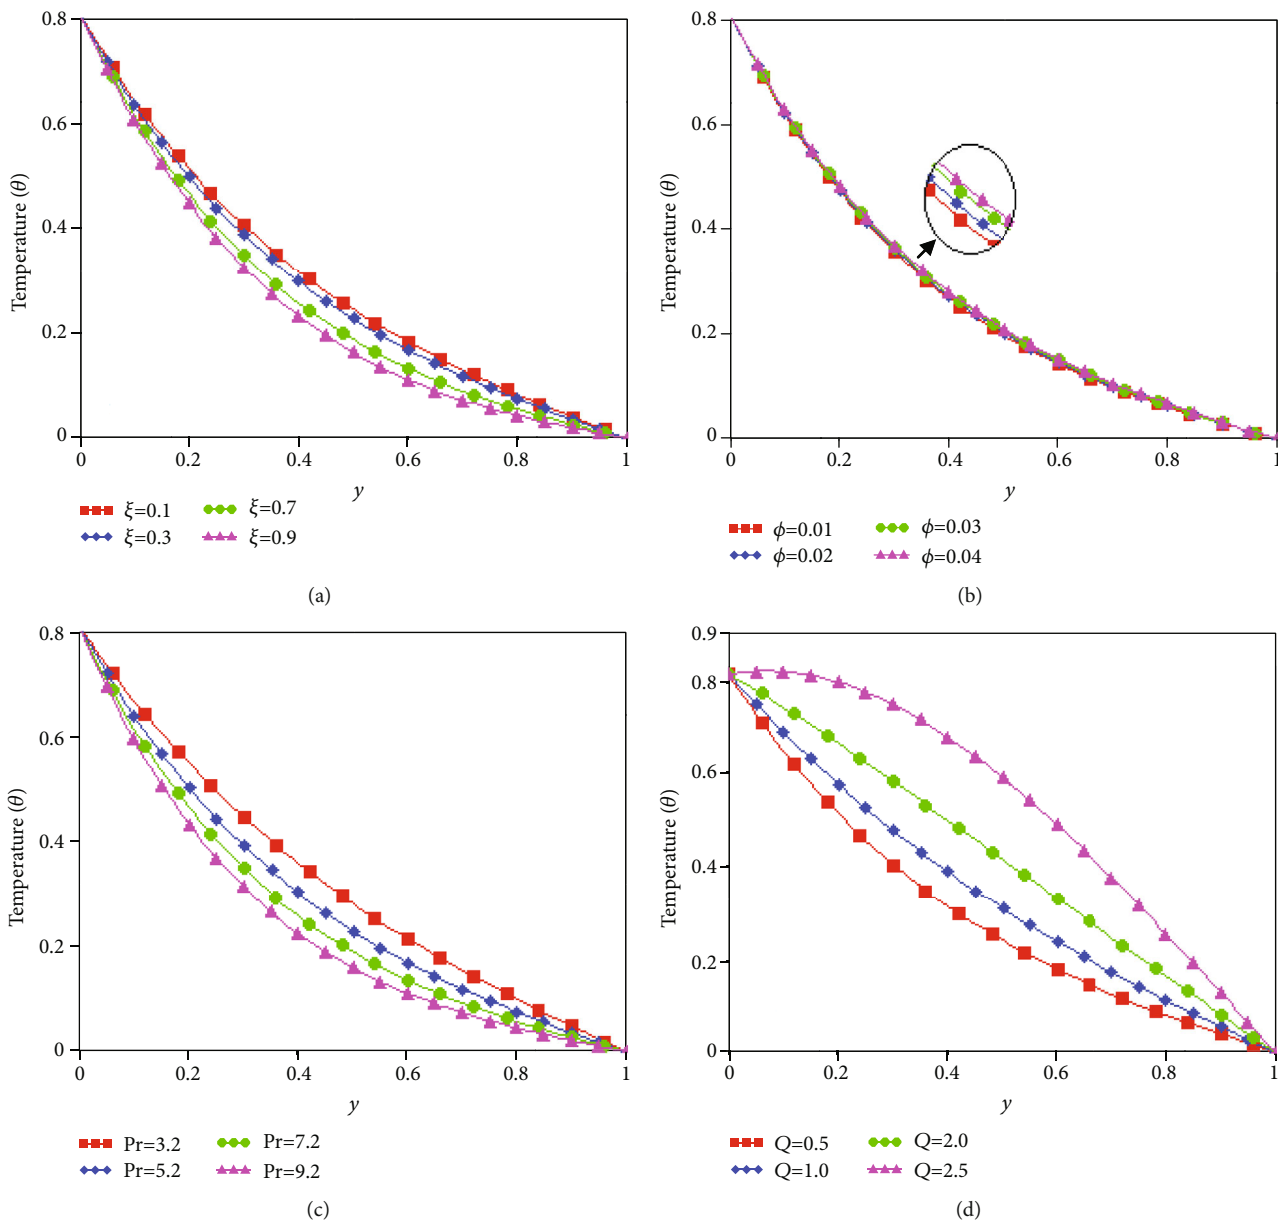 0.8
0.6
0.4
0.2
0
Temperature (θ)
0 0.2 0.4 0.6 0.8 1
y
ξ=0.1 ξ=0.7
ξ=0.3 ξ=0.9
(a)
0.8
0.6
0.4
0.2
0
Temperature (θ)
0 0.2 0.4 0.6 0.8 1
y
ϕ=0.01 ϕ=0.03
ϕ=0.02 ϕ=0.04
(b)
0.8
0.6
0.4
0.2
0
Temperature (θ)
0 0.2 0.4 0.6 0.8 1
y
Pr=3.2 Pr=7.2
Pr=5.2 Pr=9.2
(c)
0.9
0.8
0.6
0.4
0.2
0
Temperature (θ)
0 0.2 0.4 0.6 0.8 1
y
Q=0.5 Q=2.0
Q=1.0 Q=2.5
(d)